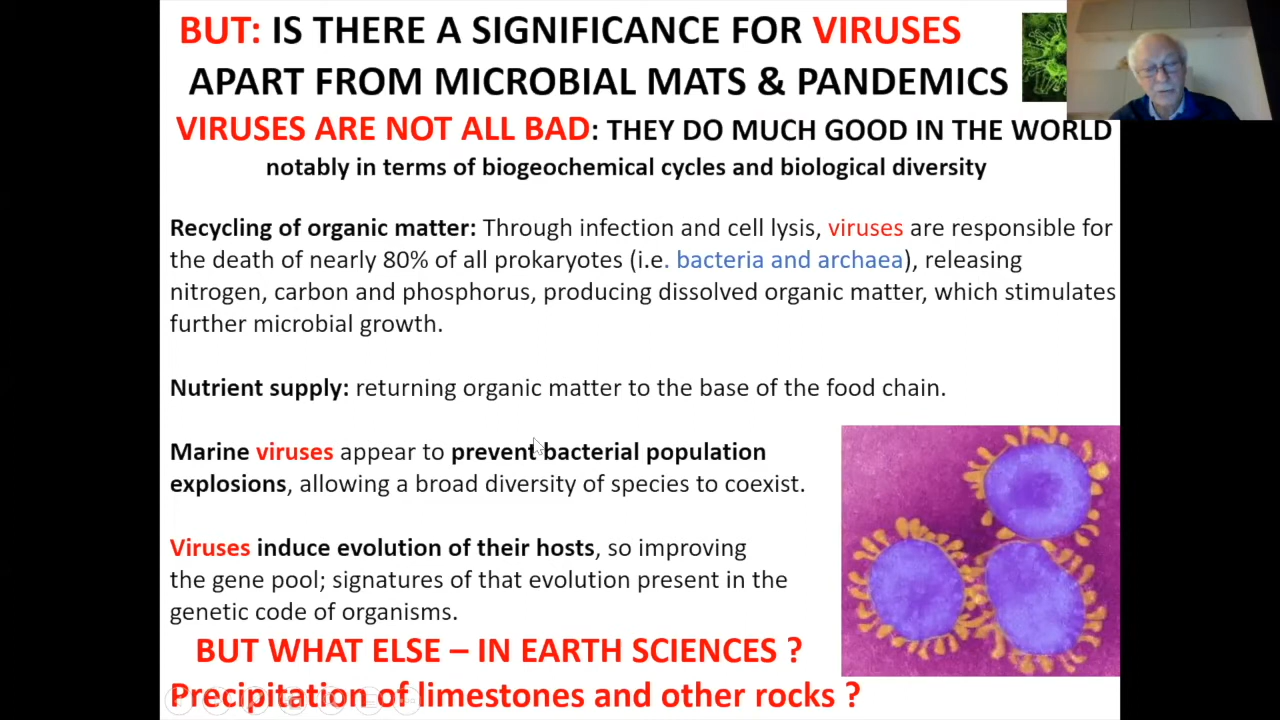 BUT: IS THERE A SIGNIFICANCE FOR VIRUSES
APART FROM MICROBIAL MATS & PANDEMICS
VIRUSES ARE NOT ALL BAD: THEY DO MUCH GOOD IN THE WORLD
notably in terms of biogeochemical cycles and biological diversity
Recycling of organic matter: Through infection and cell lysis, viruses are responsible for
the death of nearly 80% of all prokaryotes (i.e. bacteria and archaea), releasing
nitrogen, carbon and phosphorus, producing dissolved organic matter, which stimulates
further microbial growth.
Nutrient supply: returning organic matter to the base of the food chain.
Marine viruses appear to prevent bacterial population
explosions, allowing a broad diversity of species to coexist.
Viruses induce evolution of their hosts, so improving
the gene pool; signatures of that evolution present in the
genetic code of organisms.
BUT WHAT ELSE – IN EARTH SCIENCES ?
Precipitation of limestones and other rocks ?